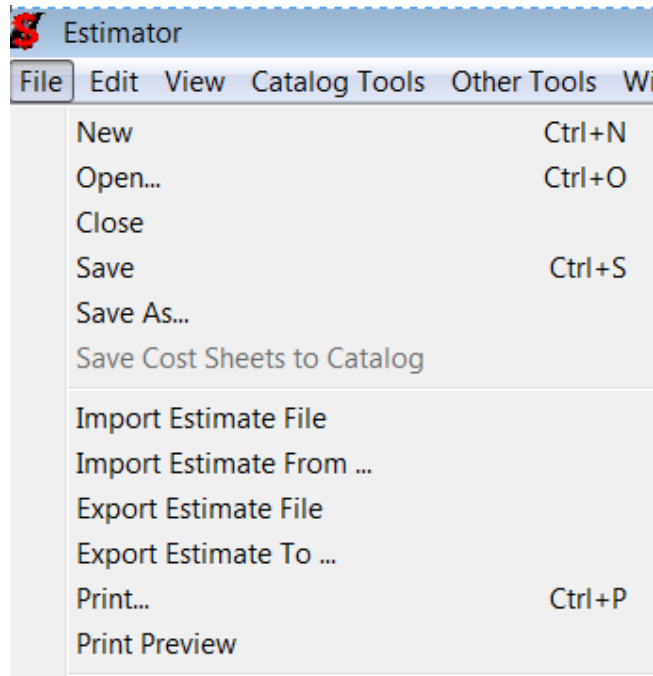 Estimator
File Edit View Catalog Tools Other Tools
New Ctrl+N
Open... Ctrl+O
Close
Save Ctrl+S
Save As...
Save Cost Sheets to Catalog
Import Estimate File
Import Estimate From ...
Export Estimate File
Export Estimate To ...
Print... Ctrl+P
Print Preview